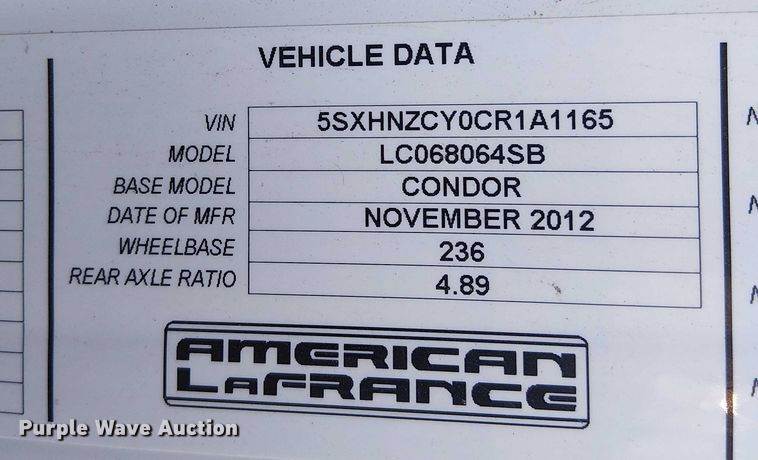 VEHICLE DATA
VIN 5SXHNZCY0CR1A1165
MODEL LC068064SB
BASE MODEL CONDOR
DATE OF MFR NOVEMBER 2012
WHEELBASE 236
REAR AXLE RATIO 4.89
AMERICAN
LAFRANCE
Purple Wave Auction